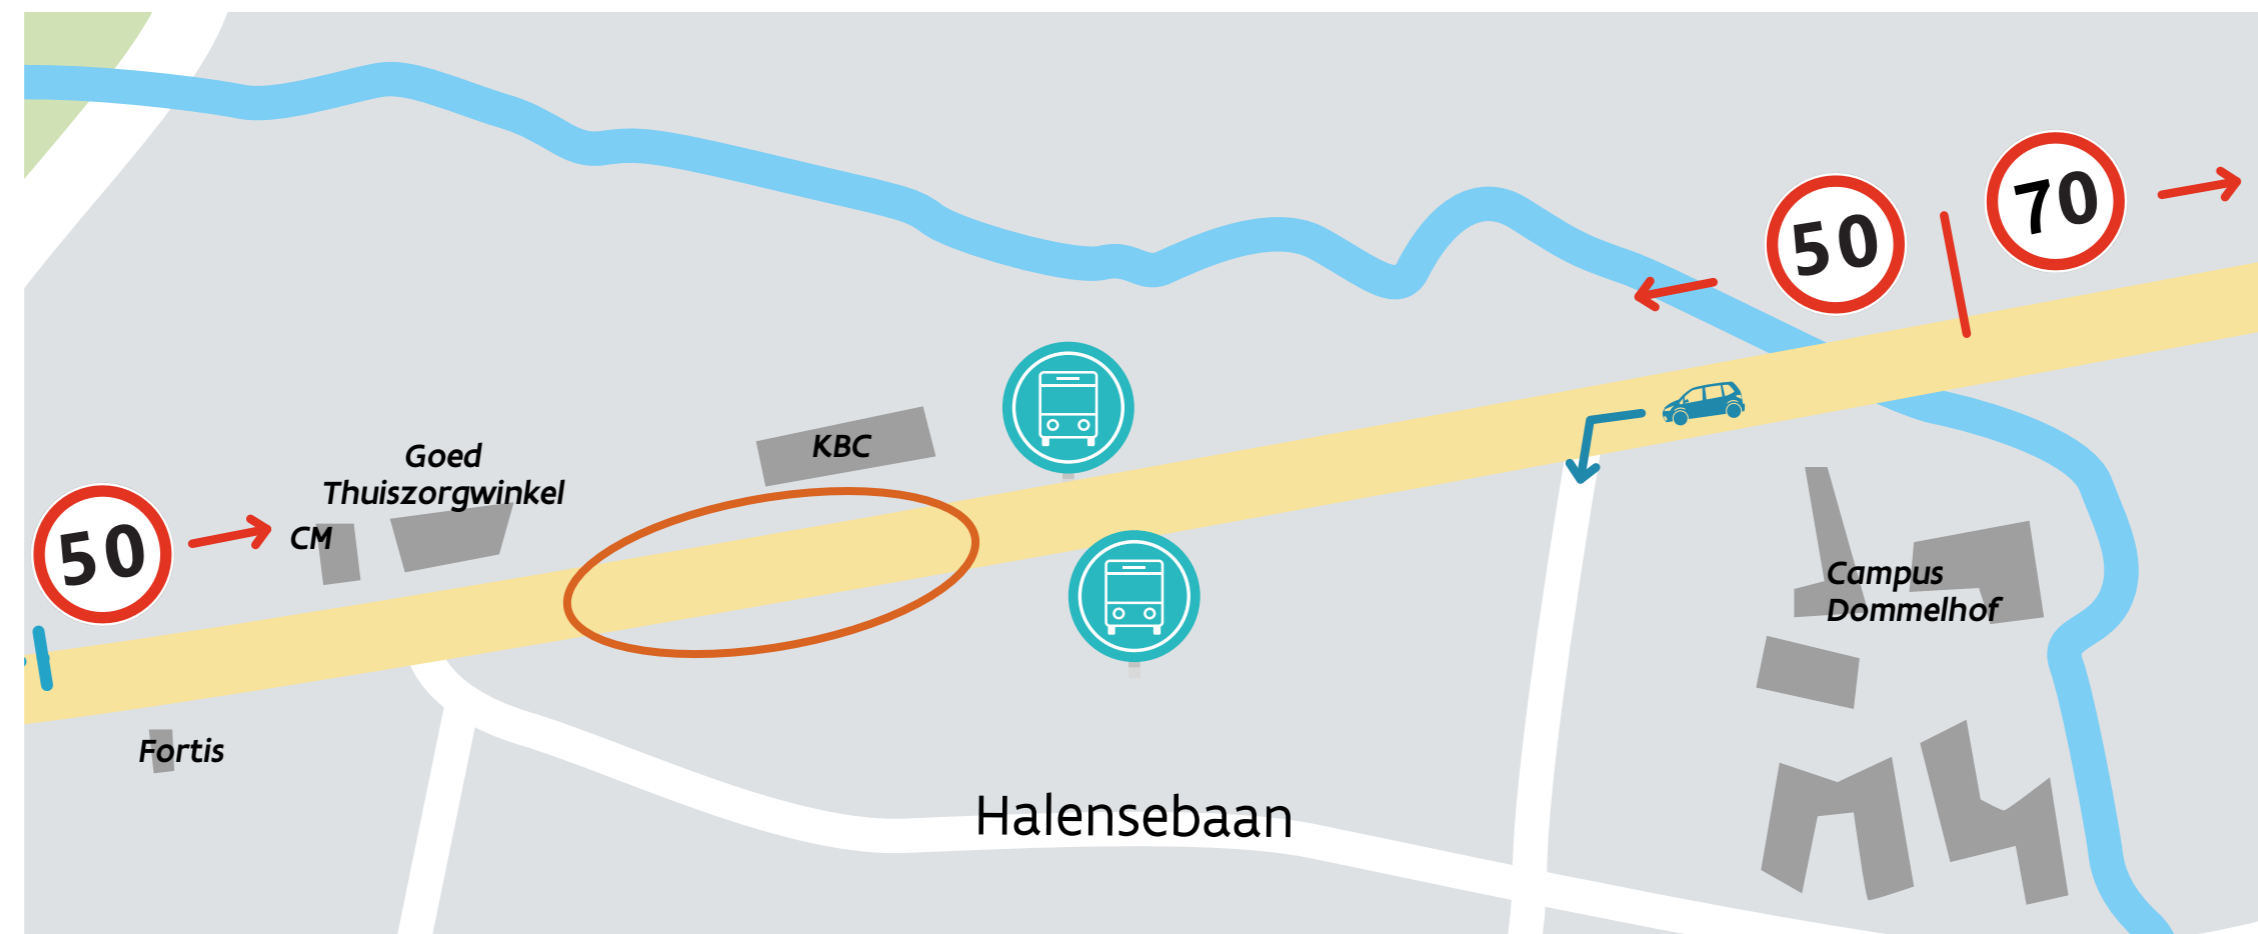 70
50
Goed
Thuiszorgwinkel
KBC
CM
50
Campus
Dommelhof
Fortis
Halensebaan